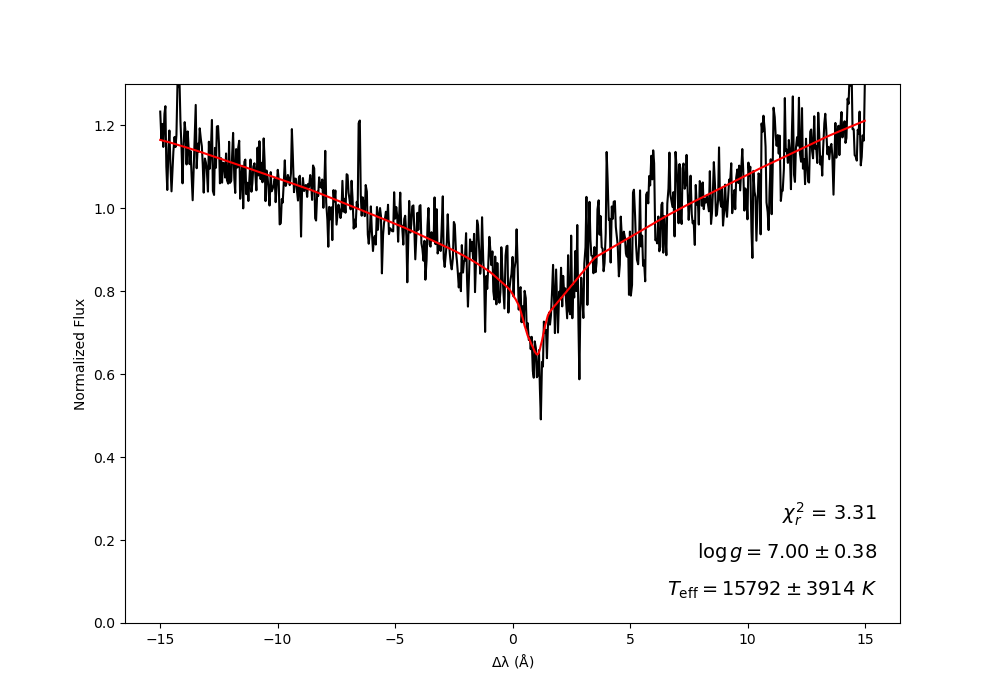 1.2
1.0
0.8
0.6
0.4
0.2
0.0
Normalized Flux
χ²ᵣ = 3.31
log g = 7.00 ± 0.38
T_eff = 15792 ± 3914 K
−15 −10 −5 0 5 10 15
Δλ (Å)